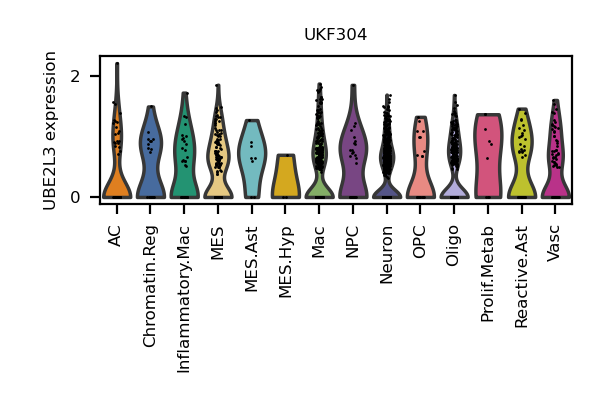 UKF304
UBE2L3 expression
2
0
AC
Chromatin.Reg
Inflammatory.Mac
MES
MES.Ast
MES.Hyp
Mac
NPC
Neuron
OPC
Oligo
Prolif.Metab
Reactive.Ast
Vasc